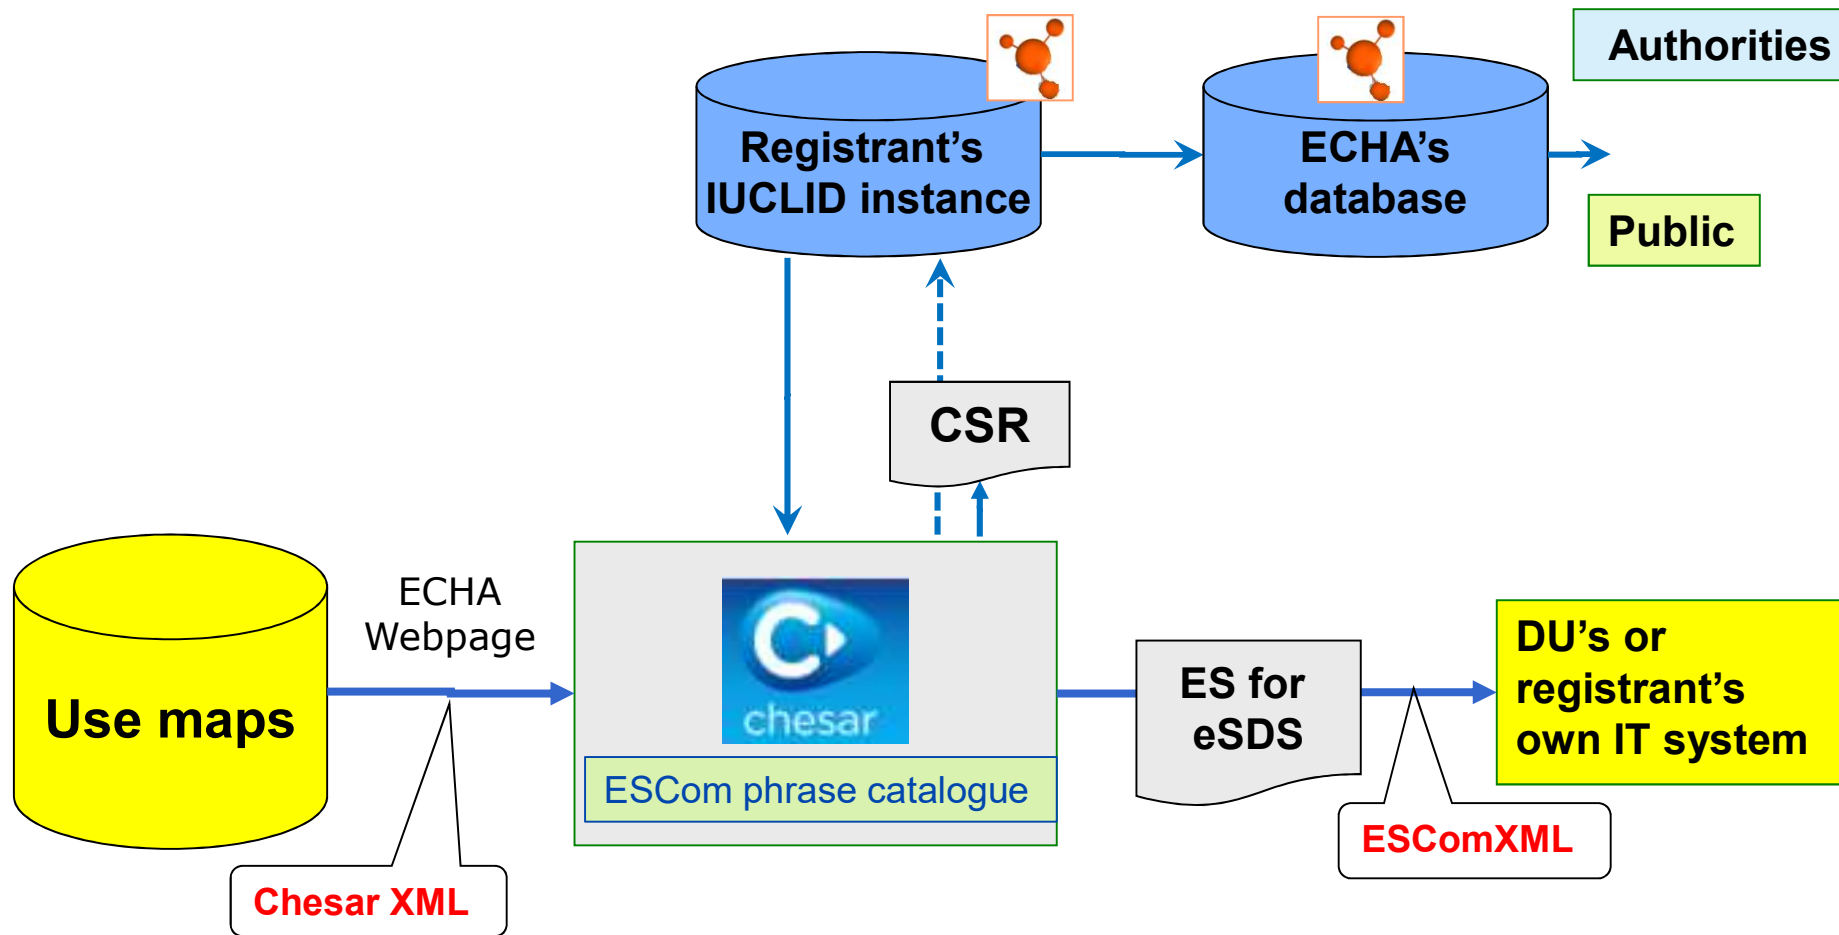 Authorities
Registrant’s
IUCLID instance
ECHA’s
database
Public
CSR
ECHA
Webpage
Use maps
C
chesar
ESCom phrase catalogue
ES for
eSDS
DU’s or
registrant’s
own IT system
ESComXML
Chesar XML